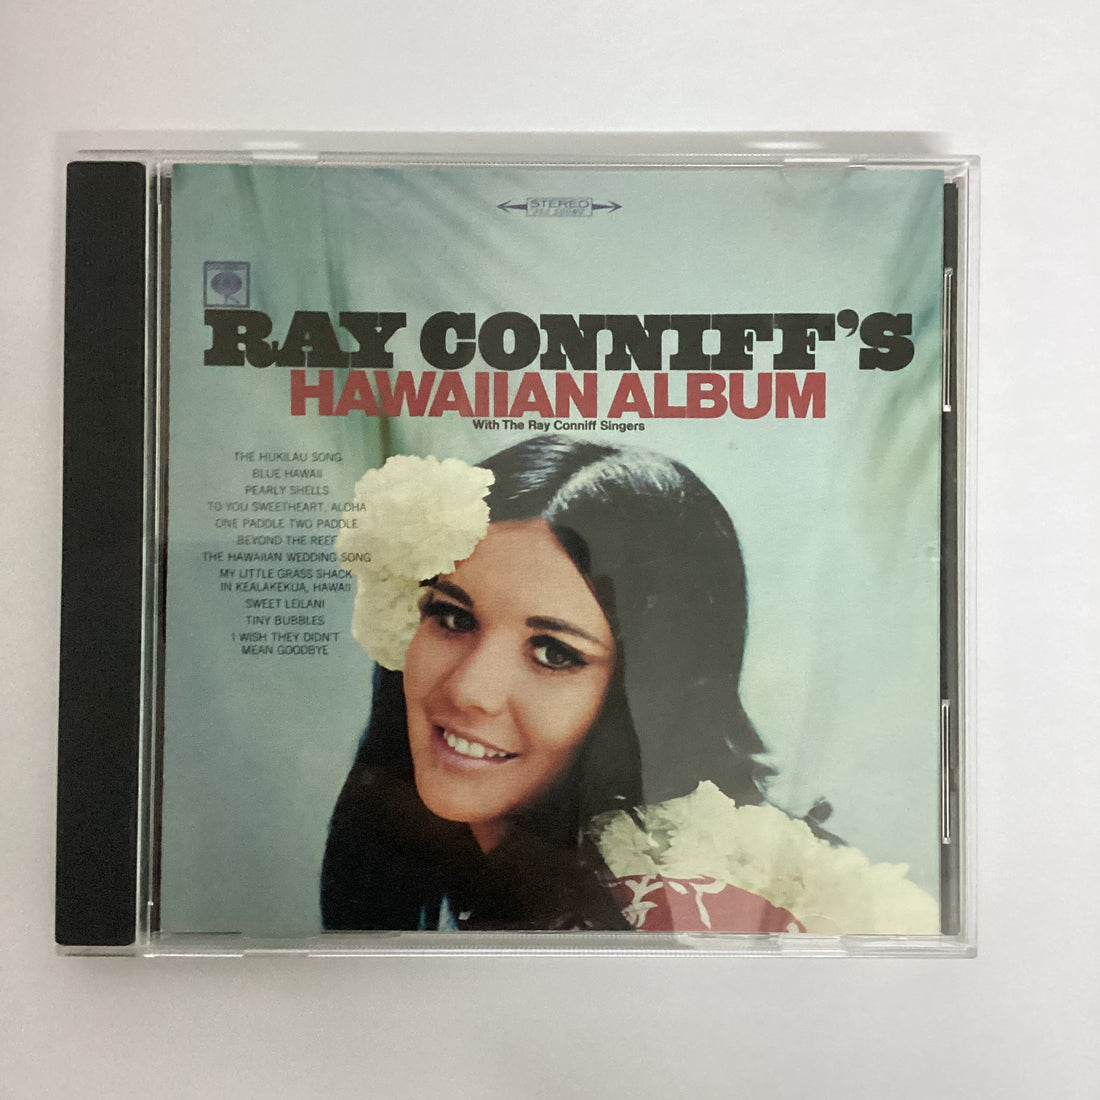 STEREO
360 SOUND
RAY CONNIFF'S
HAWAIIAN ALBUM
With The Ray Conniff Singers
THE HUKILAU SONG
BLUE HAWAII
PEARLY SHELLS
TO YOU SWEETHEART, ALOHA
ONE PADDLE TWO PADDLE
BEYOND THE REEF
THE HAWAIIAN WEDDING SONG
MY LITTLE GRASS SHACK
IN KEALAKEKUA, HAWAII
SWEET LEILANI
TINY BUBBLES
I WISH THEY DIDN'T
MEAN GOODBYE